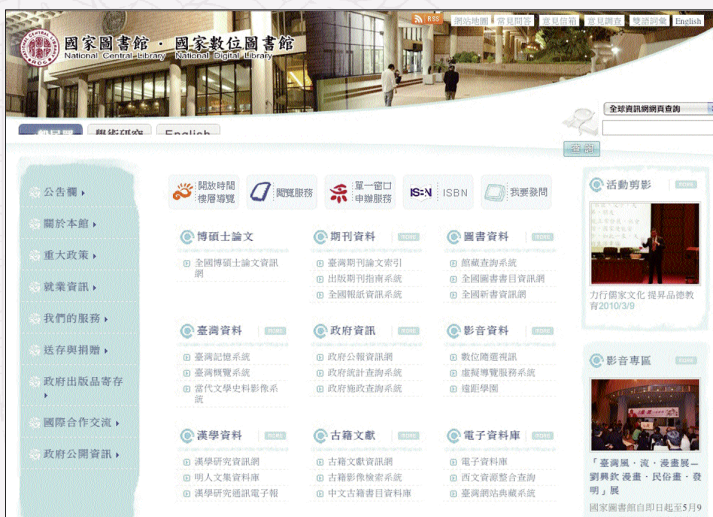 RSS 網站地圖 常見問答 意見信箱 意見調查 雙語詞彙 English
國家圖書館 · 國家數位圖書館
National Central Library National Digital Library
全球資訊網網頁查詢
查詢
一般民眾 學術研究 English
公告欄
關於本館
重大政策
就業資訊
我們的服務
送存與捐贈
政府出版品寄存
國際合作交流
政府公開資訊
開放時間
樓層導覽
閱覽服務
單一窗口
申辦服務
ISBN
我要發問
博碩士論文
全國博碩士論文資訊
網
期刊資料 MORE
臺灣期刊論文索引
出版期刊指南系統
全國報紙資訊系統
圖書資料 MORE
館藏查詢系統
全國圖書書目資訊網
全國新書資訊網
臺灣資料 MORE
臺灣記憶系統
臺灣概覽系統
當代文學史料影像系
統
政府資訊 MORE
政府公報資訊網
政府統計查詢系統
政府施政查詢系統
影音資料 MORE
數位隨選視訊
虛擬導覽服務系統
遠距學園
漢學資料 MORE
漢學研究資訊網
明人文集資料庫
漢學研究通訊電子報
古籍文獻 MORE
古籍文獻資訊網
古籍影像檢索系統
中文古籍書目資料庫
電子資料庫 MORE
電子資料庫
西文資源整合查詢
臺灣網站典藏系統
活動剪影 MORE
力行儒家文化 提昇品德教
育2010/3/9
影音專區 MORE
「臺灣風·流·漫畫展—
劉興欽 漫畫·民俗畫·發
明」展
國家圖書館自即日起至5月9